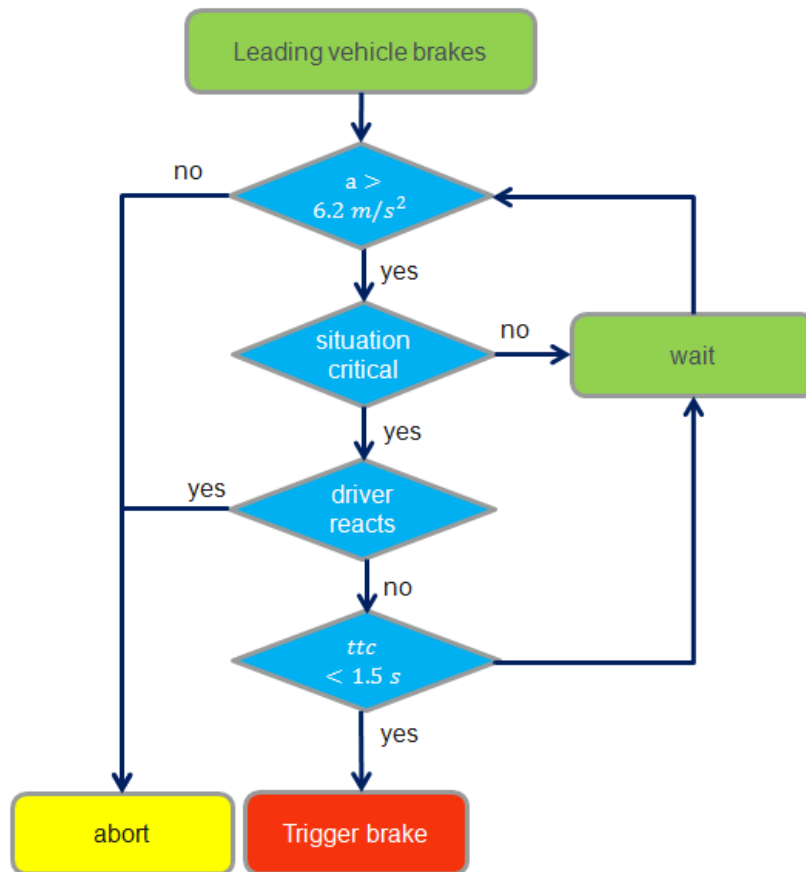 Leading vehicle brakes
no
a >
6.2 m/s²
yes
situation
critical
no
wait
yes
yes
driver
reacts
no
ttc
< 1.5 s
yes
abort
Trigger brake